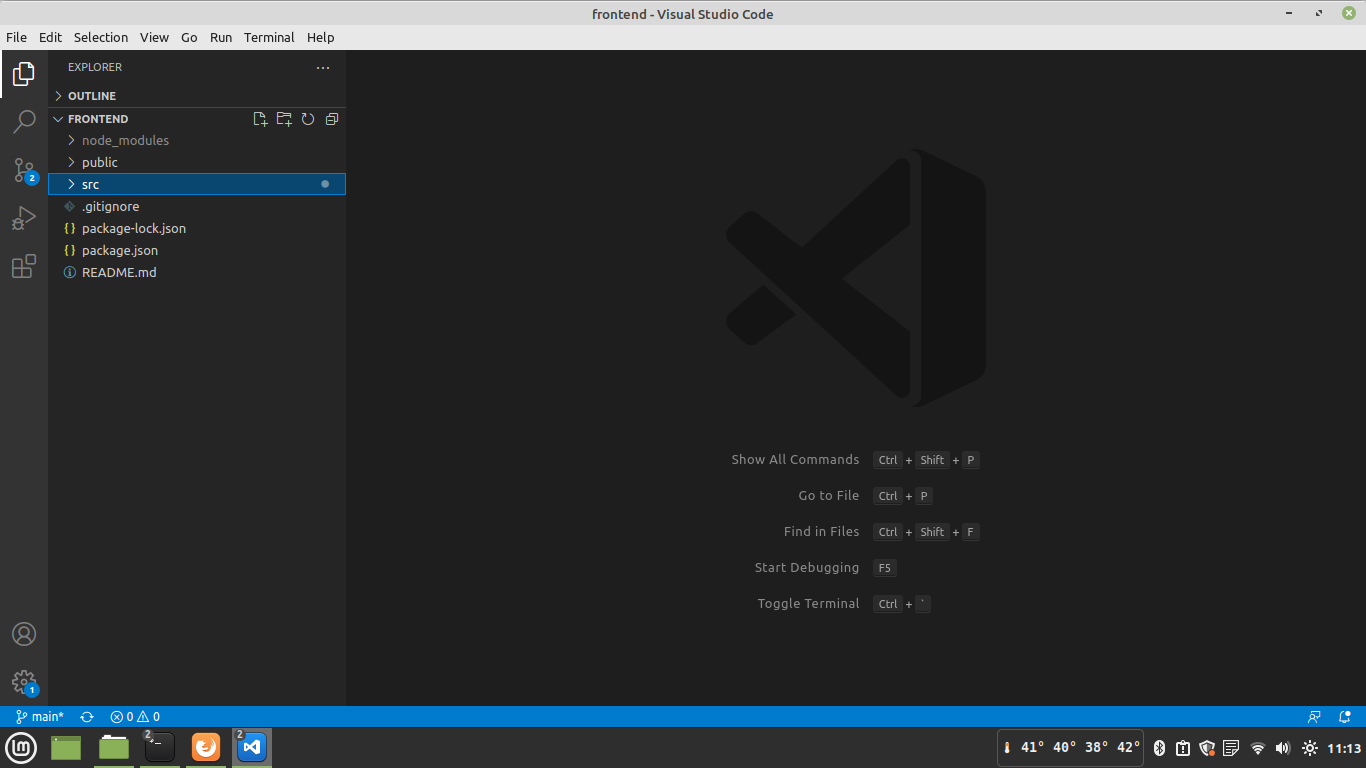 frontend - Visual Studio Code
File Edit Selection View Go Run Terminal Help
EXPLORER
OUTLINE
FRONTEND
node_modules
public
src
.gitignore
{} package-lock.json
{} package.json
README.md
2
1
Show All Commands Ctrl + Shift + P
Go to File Ctrl + P
Find in Files Ctrl + Shift + F
Start Debugging F5
Toggle Terminal Ctrl + `
main* 0 0
2 2 41° 40° 38° 42° 11:13